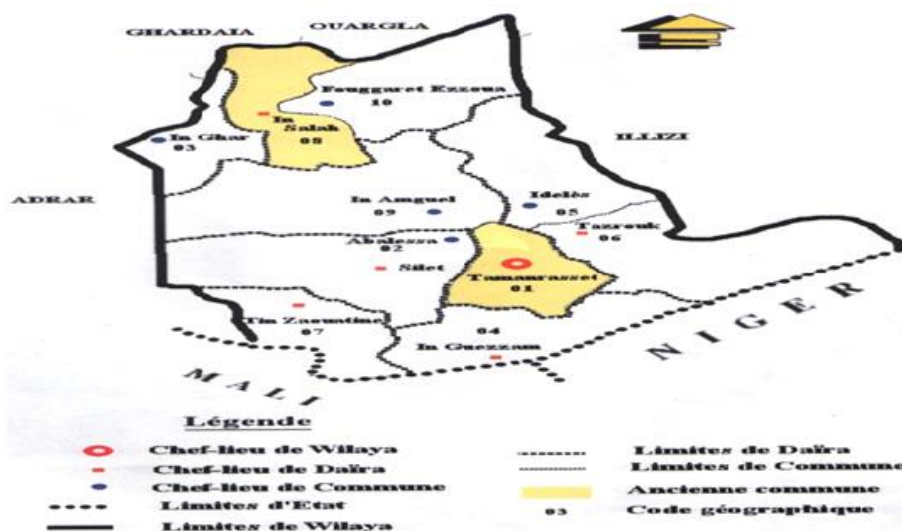 GHARDAIA
OUARGLA
Fouggaret Ezzoua
10
In
Salah
08
In Ghar
03
ILLIZI
ADRAR
In Amguel
09
Idelès
05
Tazrouk
06
Abalessa
02
Silet
Tamanrasset
01
Tin Zaouatine
07
04
In Guezzam
NIGER
MALI
Légende
Chef-lieu de Wilaya
Chef-lieu de Daïra
Chef-lieu de Commune
Limites d'Etat
Limites de Wilaya
Limites de Daïra
Limites de Commune
Ancienne commune
03 Code géographique